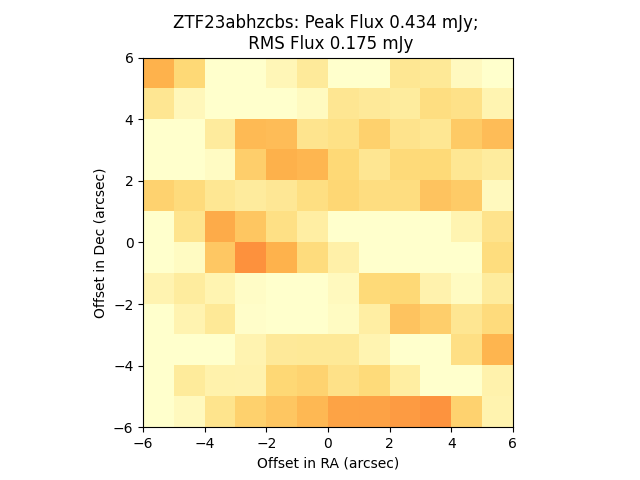 ZTF23abhzcbs: Peak Flux 0.434 mJy;
RMS Flux 0.175 mJy
6
4
2
0
−2
−4
−6
Offset in Dec (arcsec)
−6 −4 −2 0 2 4 6
Offset in RA (arcsec)